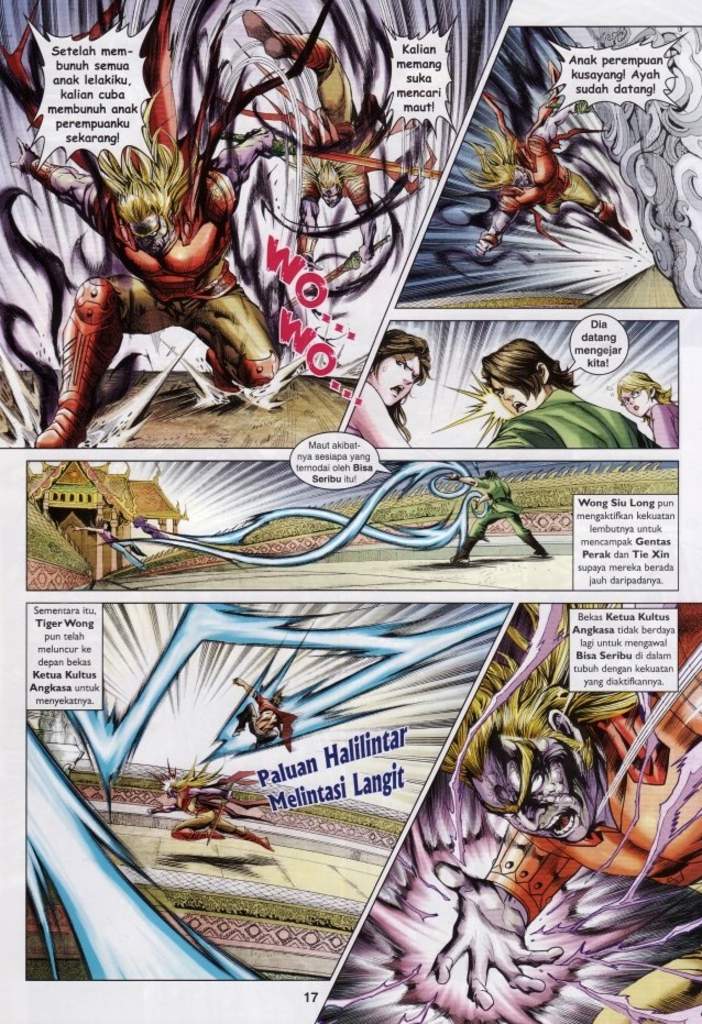 Setelah mem-
bunuh semua
anak lelakiku,
kalian cuba
membunuh anak
perempuanku
sekarang!
Kalian
memang
suka
mencari
maut!
WO...
WO...
Anak perempuan
kusayang! Ayah
sudah datang!
Dia
datang
mengejar
kita!
Maut akibat-
nya sesiapa yang
ternodai oleh Bisa
Seribu itu!
Wong Siu Long pun
mengaktifkan kekuatan
lembutnya untuk
mencampak Gentas
Perak dan Tie Xin
supaya mereka berada
jauh daripadanya.
Sementara itu,
Tiger Wong
pun telah
meluncur ke
depan bekas
Ketua Kultus
Angkasa untuk
menyekatnya.
Paluan Halilintar
Melintasi Langit
Bekas Ketua Kultus
Angkasa tidak berdaya
lagi untuk mengawal
Bisa Seribu di dalam
tubuh dengan kekuatan
yang diaktifkannya.
17